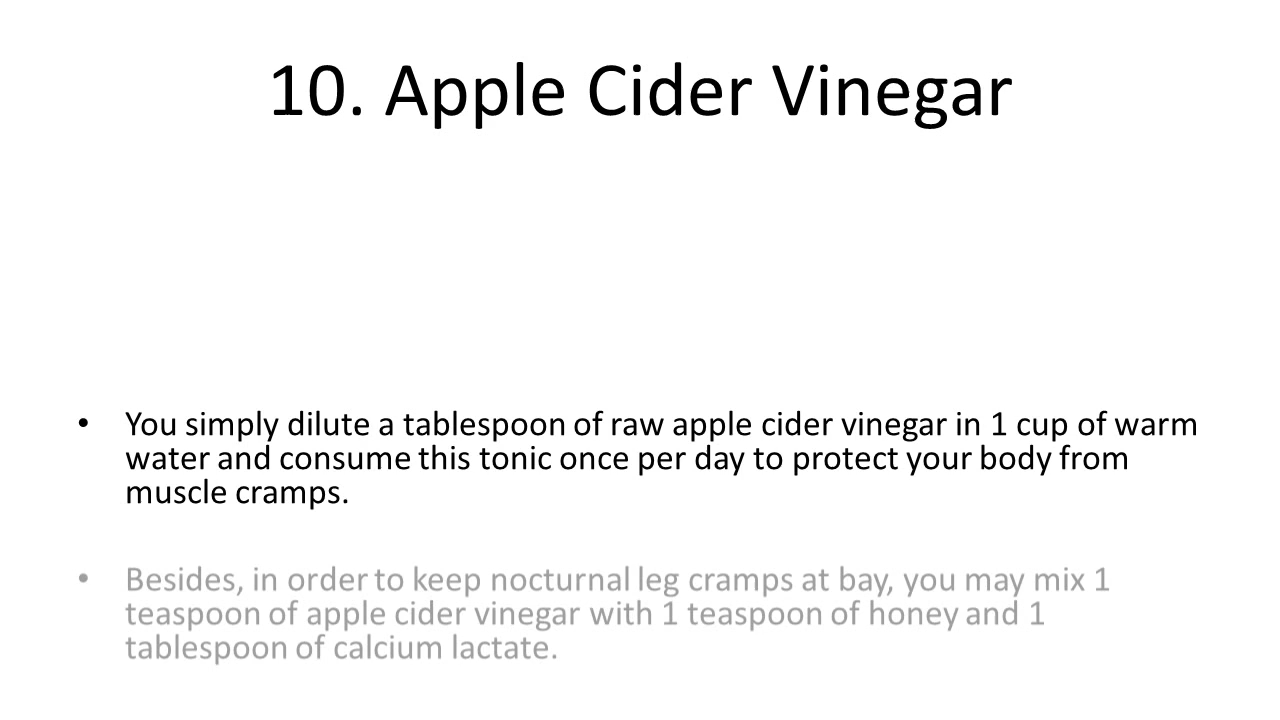 10. Apple Cider Vinegar
• You simply dilute a tablespoon of raw apple cider vinegar in 1 cup of warm
water and consume this tonic once per day to protect your body from
muscle cramps.
• Besides, in order to keep nocturnal leg cramps at bay, you may mix 1
teaspoon of apple cider vinegar with 1 teaspoon of honey and 1
tablespoon of calcium lactate.